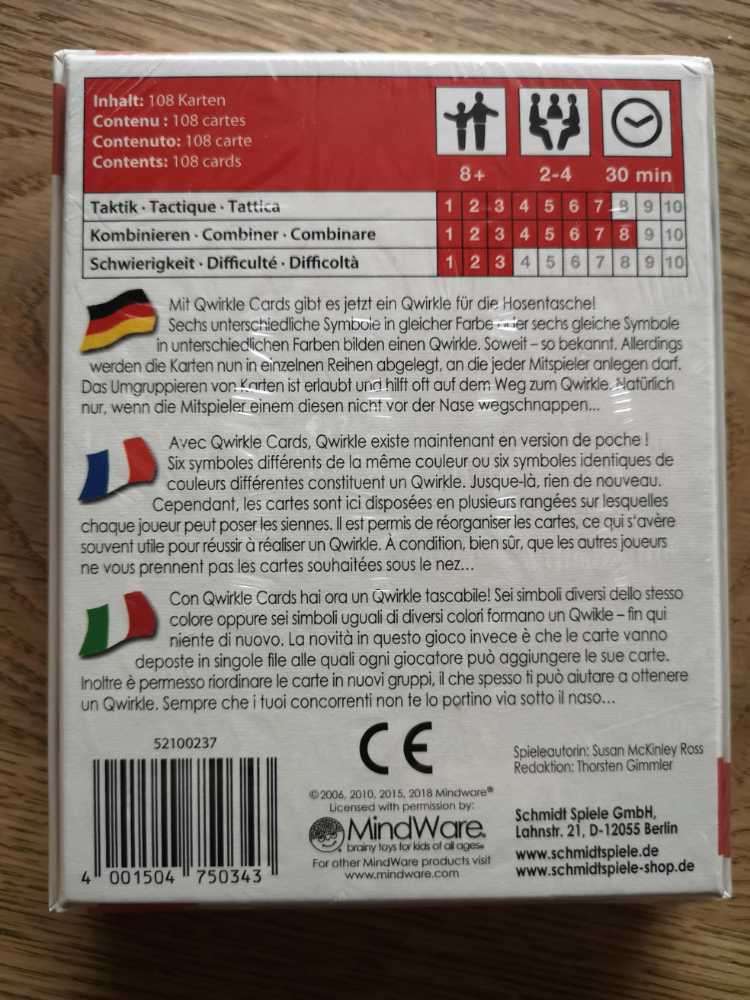 Inhalt: 108 Karten
Contenu : 108 cartes
Contenuto: 108 carte
Contents: 108 cards
8+ 2-4 30 min
Taktik · Tactique · Tattica 1 2 3 4 5 6 7 8 9 10
Kombinieren · Combiner · Combinare 1 2 3 4 5 6 7 8 9 10
Schwierigkeit · Difficulté · Difficoltà 1 2 3 4 5 6 7 8 9 10
Mit Qwirkle Cards gibt es jetzt ein Qwirkle für die Hosentasche!
Sechs unterschiedliche Symbole in gleicher Farbe oder sechs gleiche Symbole
in unterschiedlichen Farben bilden einen Qwirkle. Soweit – so bekannt. Allerdings
werden die Karten nun in einzelnen Reihen abgelegt, an die jeder Mitspieler anlegen darf.
Das Umgruppieren von Karten ist erlaubt und hilft oft auf dem Weg zum Qwirkle. Natürlich
nur, wenn die Mitspieler einem diesen nicht vor der Nase wegschnappen...
Avec Qwirkle Cards, Qwirkle existe maintenant en version de poche !
Six symboles différents de la même couleur ou six symboles identiques de
couleurs différentes constituent un Qwirkle. Jusque-là, rien de nouveau.
Cependant, les cartes sont ici disposées en plusieurs rangées sur lesquelles
chaque joueur peut poser les siennes. Il est permis de réorganiser les cartes, ce qui s'avère
souvent utile pour réussir à réaliser un Qwirkle. À condition, bien sûr, que les autres joueurs
ne vous prennent pas les cartes souhaitées sous le nez...
Con Qwirkle Cards hai ora un Qwirkle tascabile! Sei simboli diversi dello stesso
colore oppure sei simboli uguali di diversi colori formano un Qwikle – fin qui
niente di nuovo. La novità in questo gioco invece è che le carte vanno
deposte in singole file alle quali ogni giocatore può aggiungere le sue carte.
Inoltre è permesso riordinare le carte in nuovi gruppi, il che spesso ti può aiutare a ottenere
un Qwirkle. Sempre che i tuoi concorrenti non te lo portino via sotto il naso...
52100237
4 001504 750343
CE
© 2006, 2010, 2015, 2018 Mindware®
Licensed with permission by:
MindWare®
brainy toys for kids of all ages®
For other MindWare products visit
www.mindware.com
Spieleautorin: Susan McKinley Ross
Redaktion: Thorsten Gimmler
Schmidt Spiele GmbH,
Lahnstr. 21, D-12055 Berlin
www.schmidtspiele.de
www.schmidtspiele-shop.de